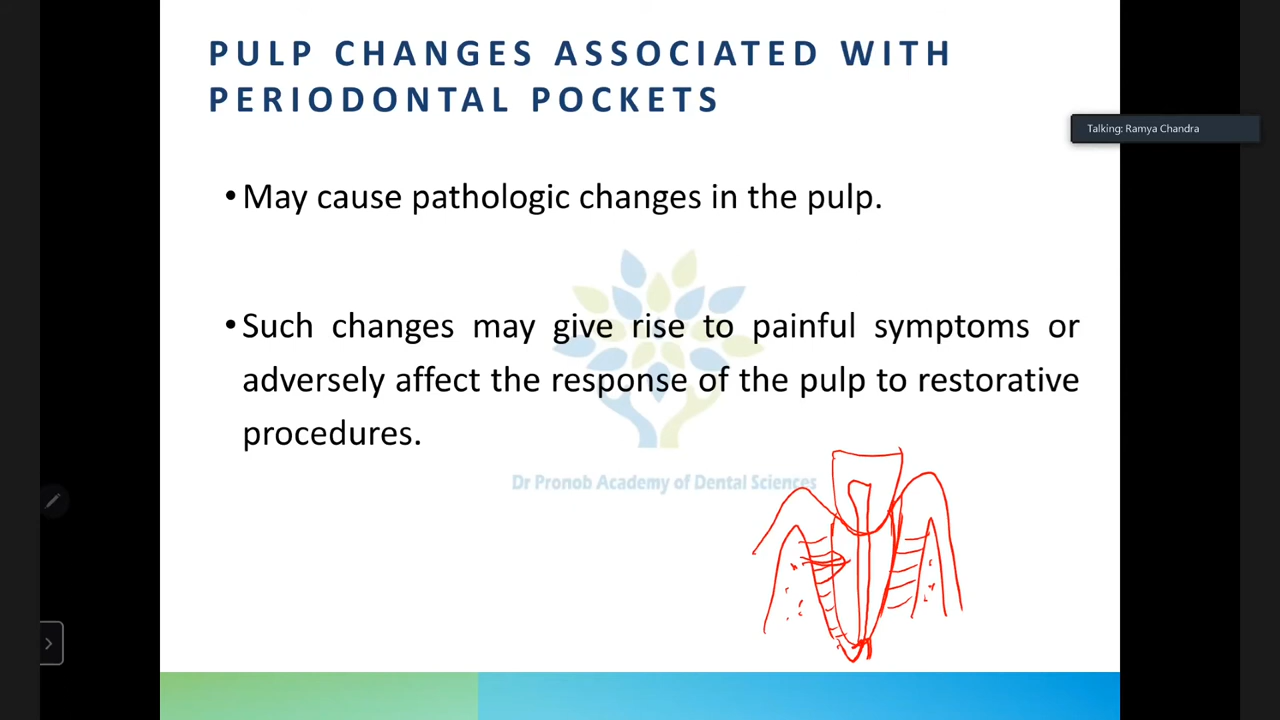 PULP CHANGES ASSOCIATED WITH
PERIODONTAL POCKETS
Talking: Ramya Chandra
•May cause pathologic changes in the pulp.
•Such changes may give rise to painful symptoms or
adversely affect the response of the pulp to restorative
procedures.
Dr Pronob Academy of Dental Sciences